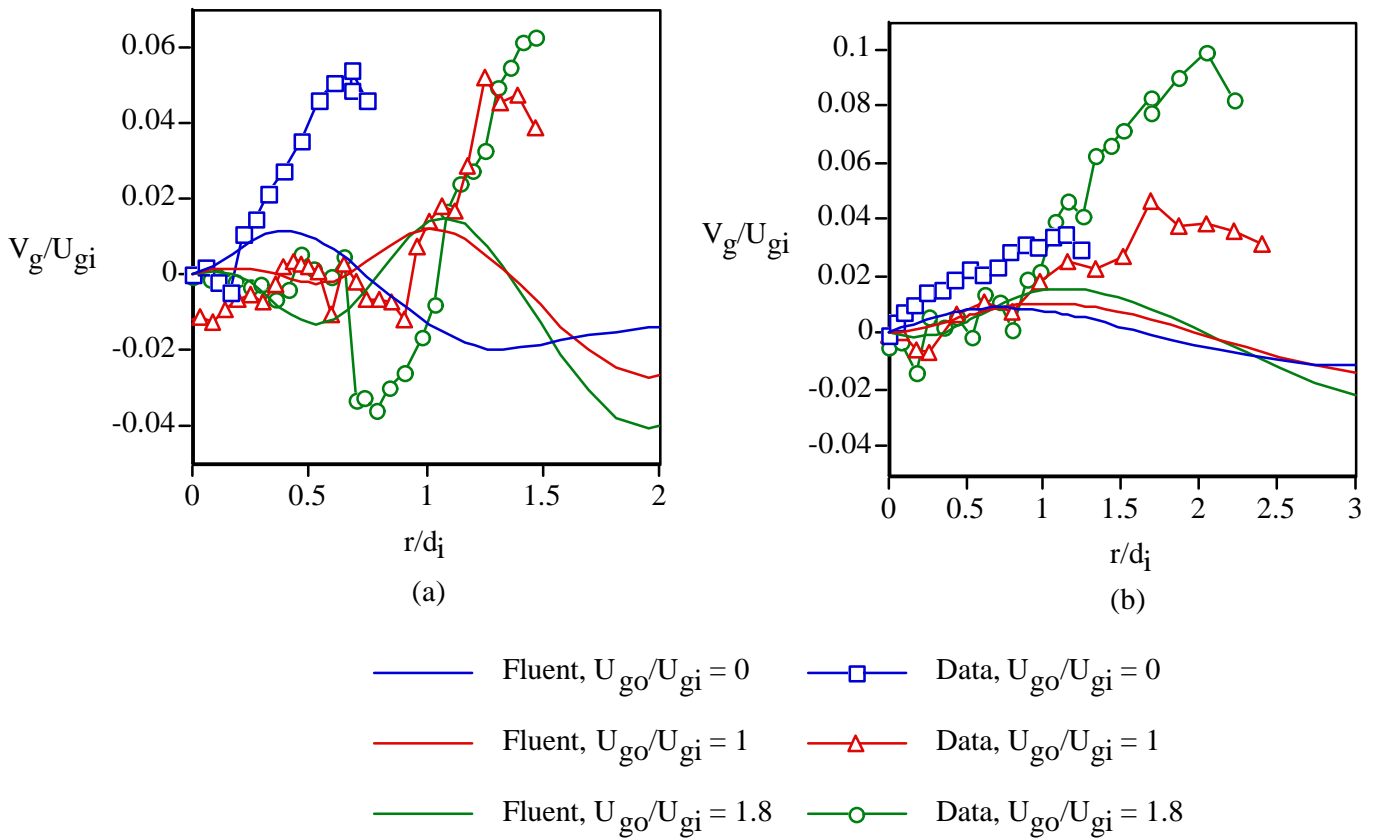 0.06
0.04
0.02
0
-0.02
-0.04
V_g/U_gi
0
0.5
1
1.5
2
r/d_i
(a)
0.1
0.08
0.06
0.04
0.02
0
-0.02
-0.04
V_g/U_gi
0
0.5
1
1.5
2
2.5
3
r/d_i
(b)
Fluent, U_go/U_gi = 0
Data, U_go/U_gi = 0
Fluent, U_go/U_gi = 1
Data, U_go/U_gi = 1
Fluent, U_go/U_gi = 1.8
Data, U_go/U_gi = 1.8